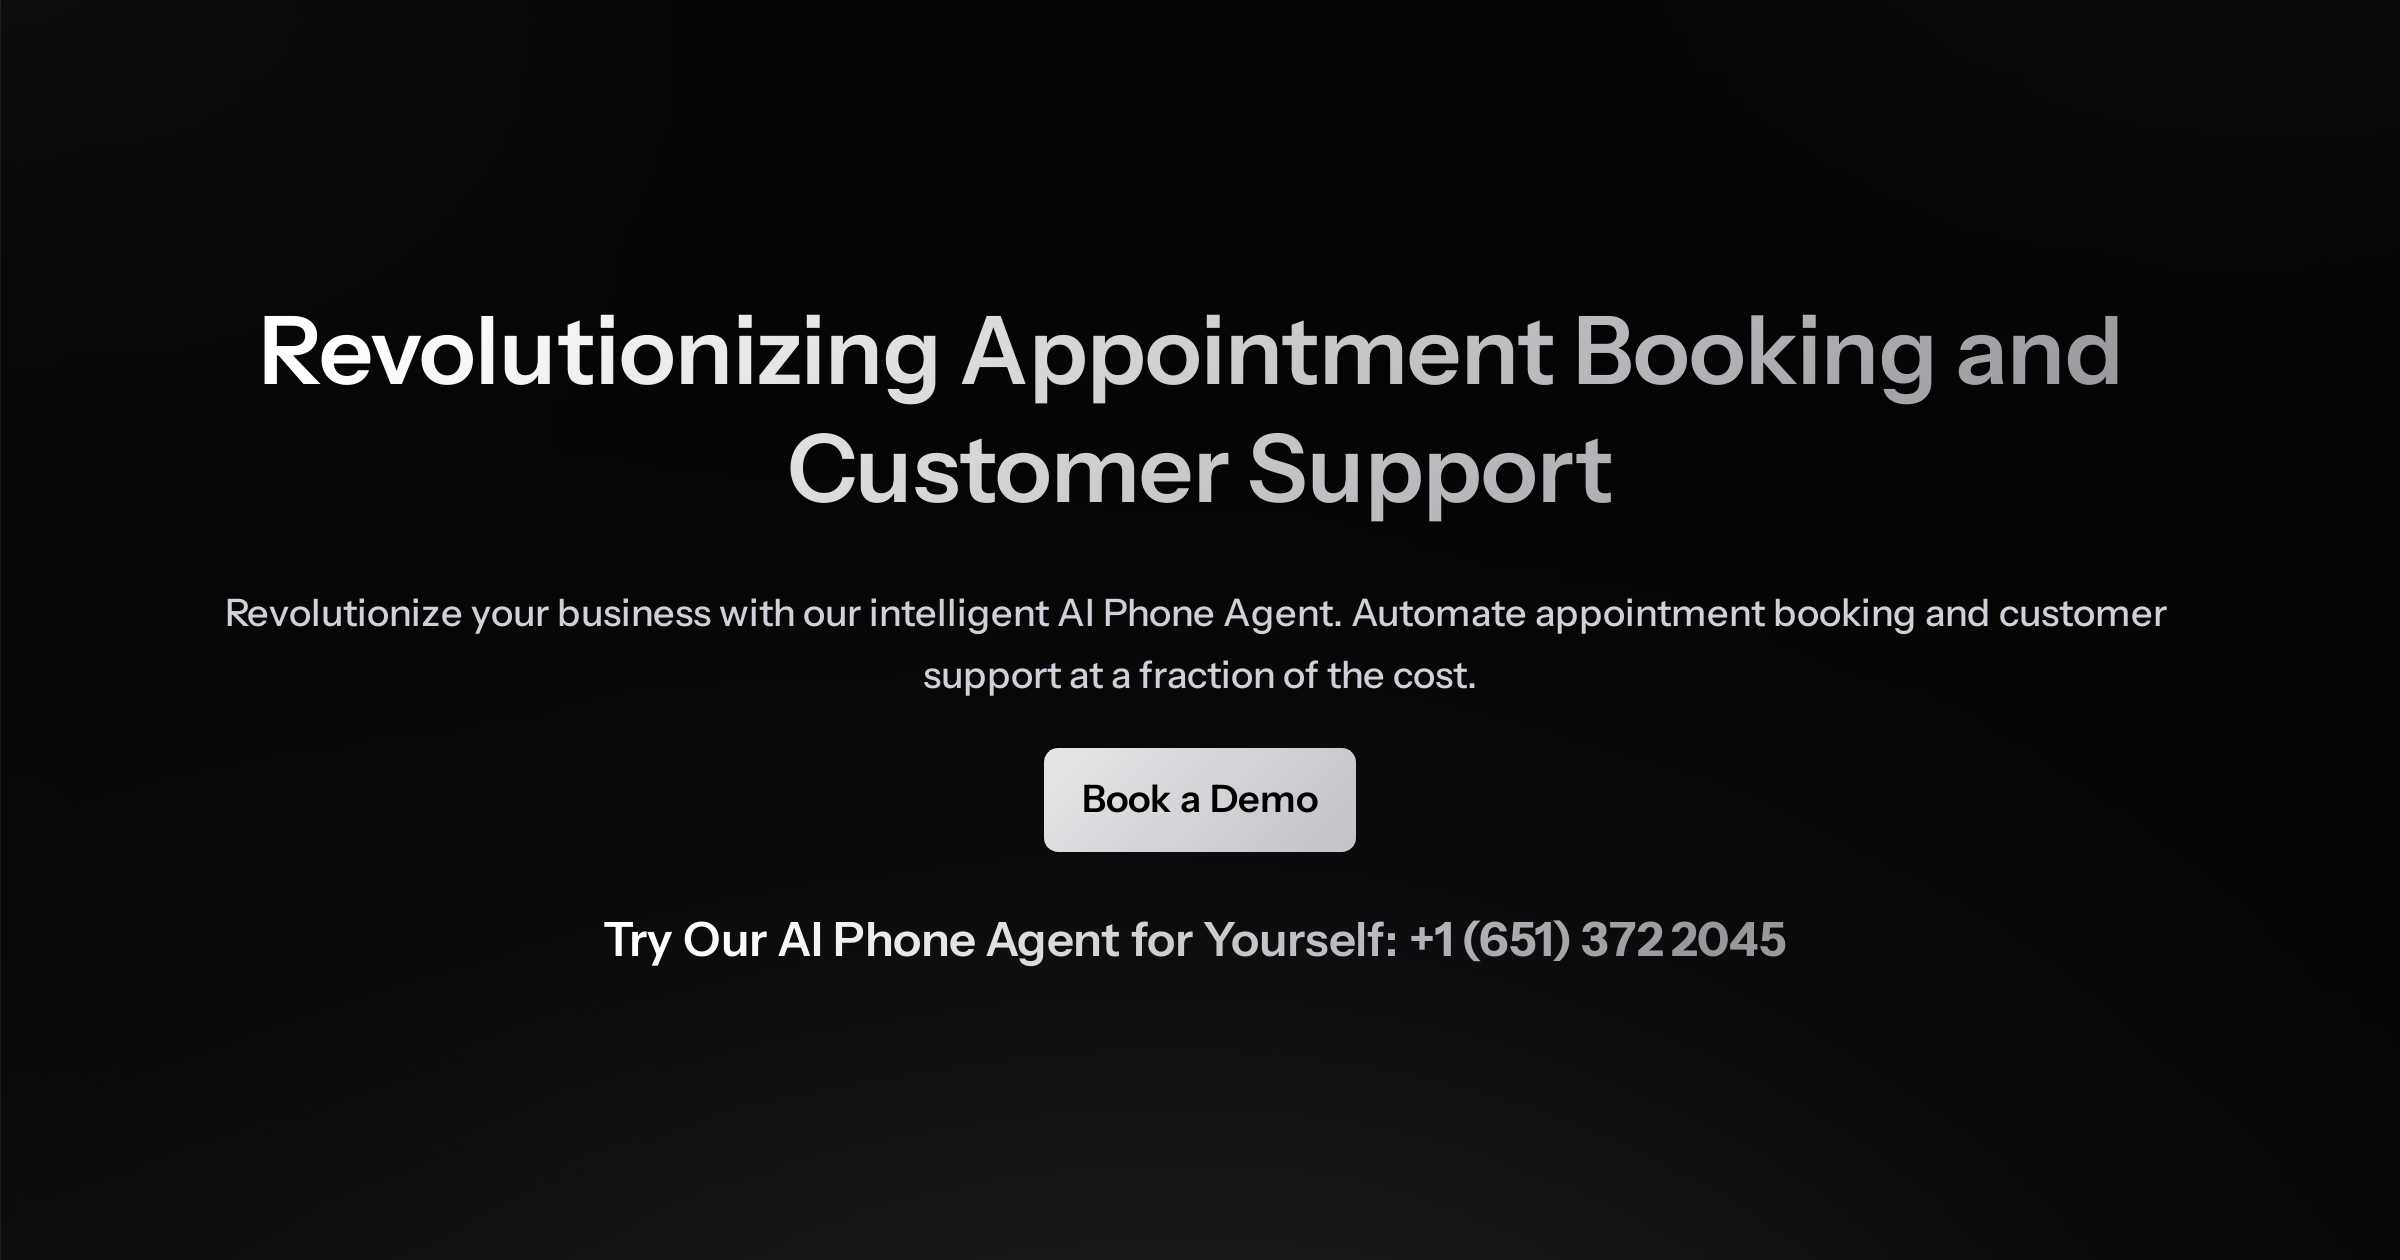 Revolutionizing Appointment Booking and
Customer Support
Revolutionize your business with our intelligent AI Phone Agent. Automate appointment booking and customer
support at a fraction of the cost.
Book a Demo
Try Our AI Phone Agent for Yourself: +1 (651) 372 2045